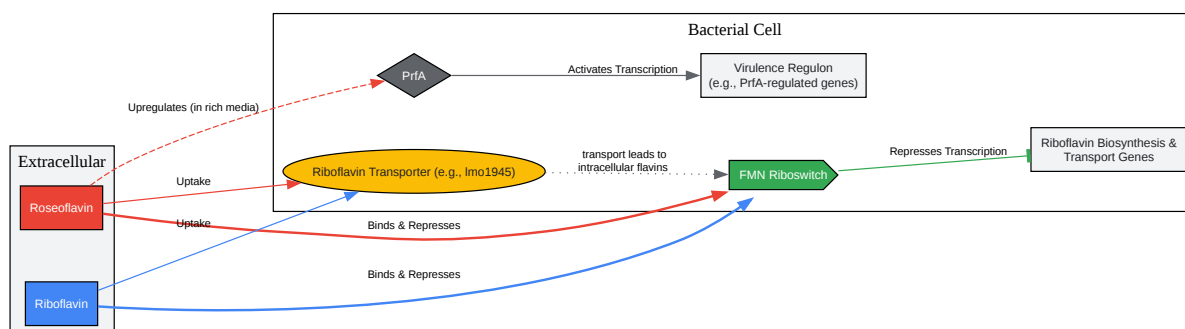 Bacterial Cell
PrfA
Activates Transcription
Virulence Regulon
(e.g., PrfA-regulated genes)
Upregulates (in rich media)
Extracellular
Riboflavin Transporter (e.g., lmo1945)
transport leads to
intracellular flavins
FMN Riboswitch
Represses Transcription
Riboflavin Biosynthesis &
Transport Genes
Uptake
Roseoflavin
Uptake
Binds & Represses
Binds & Represses
Riboflavin